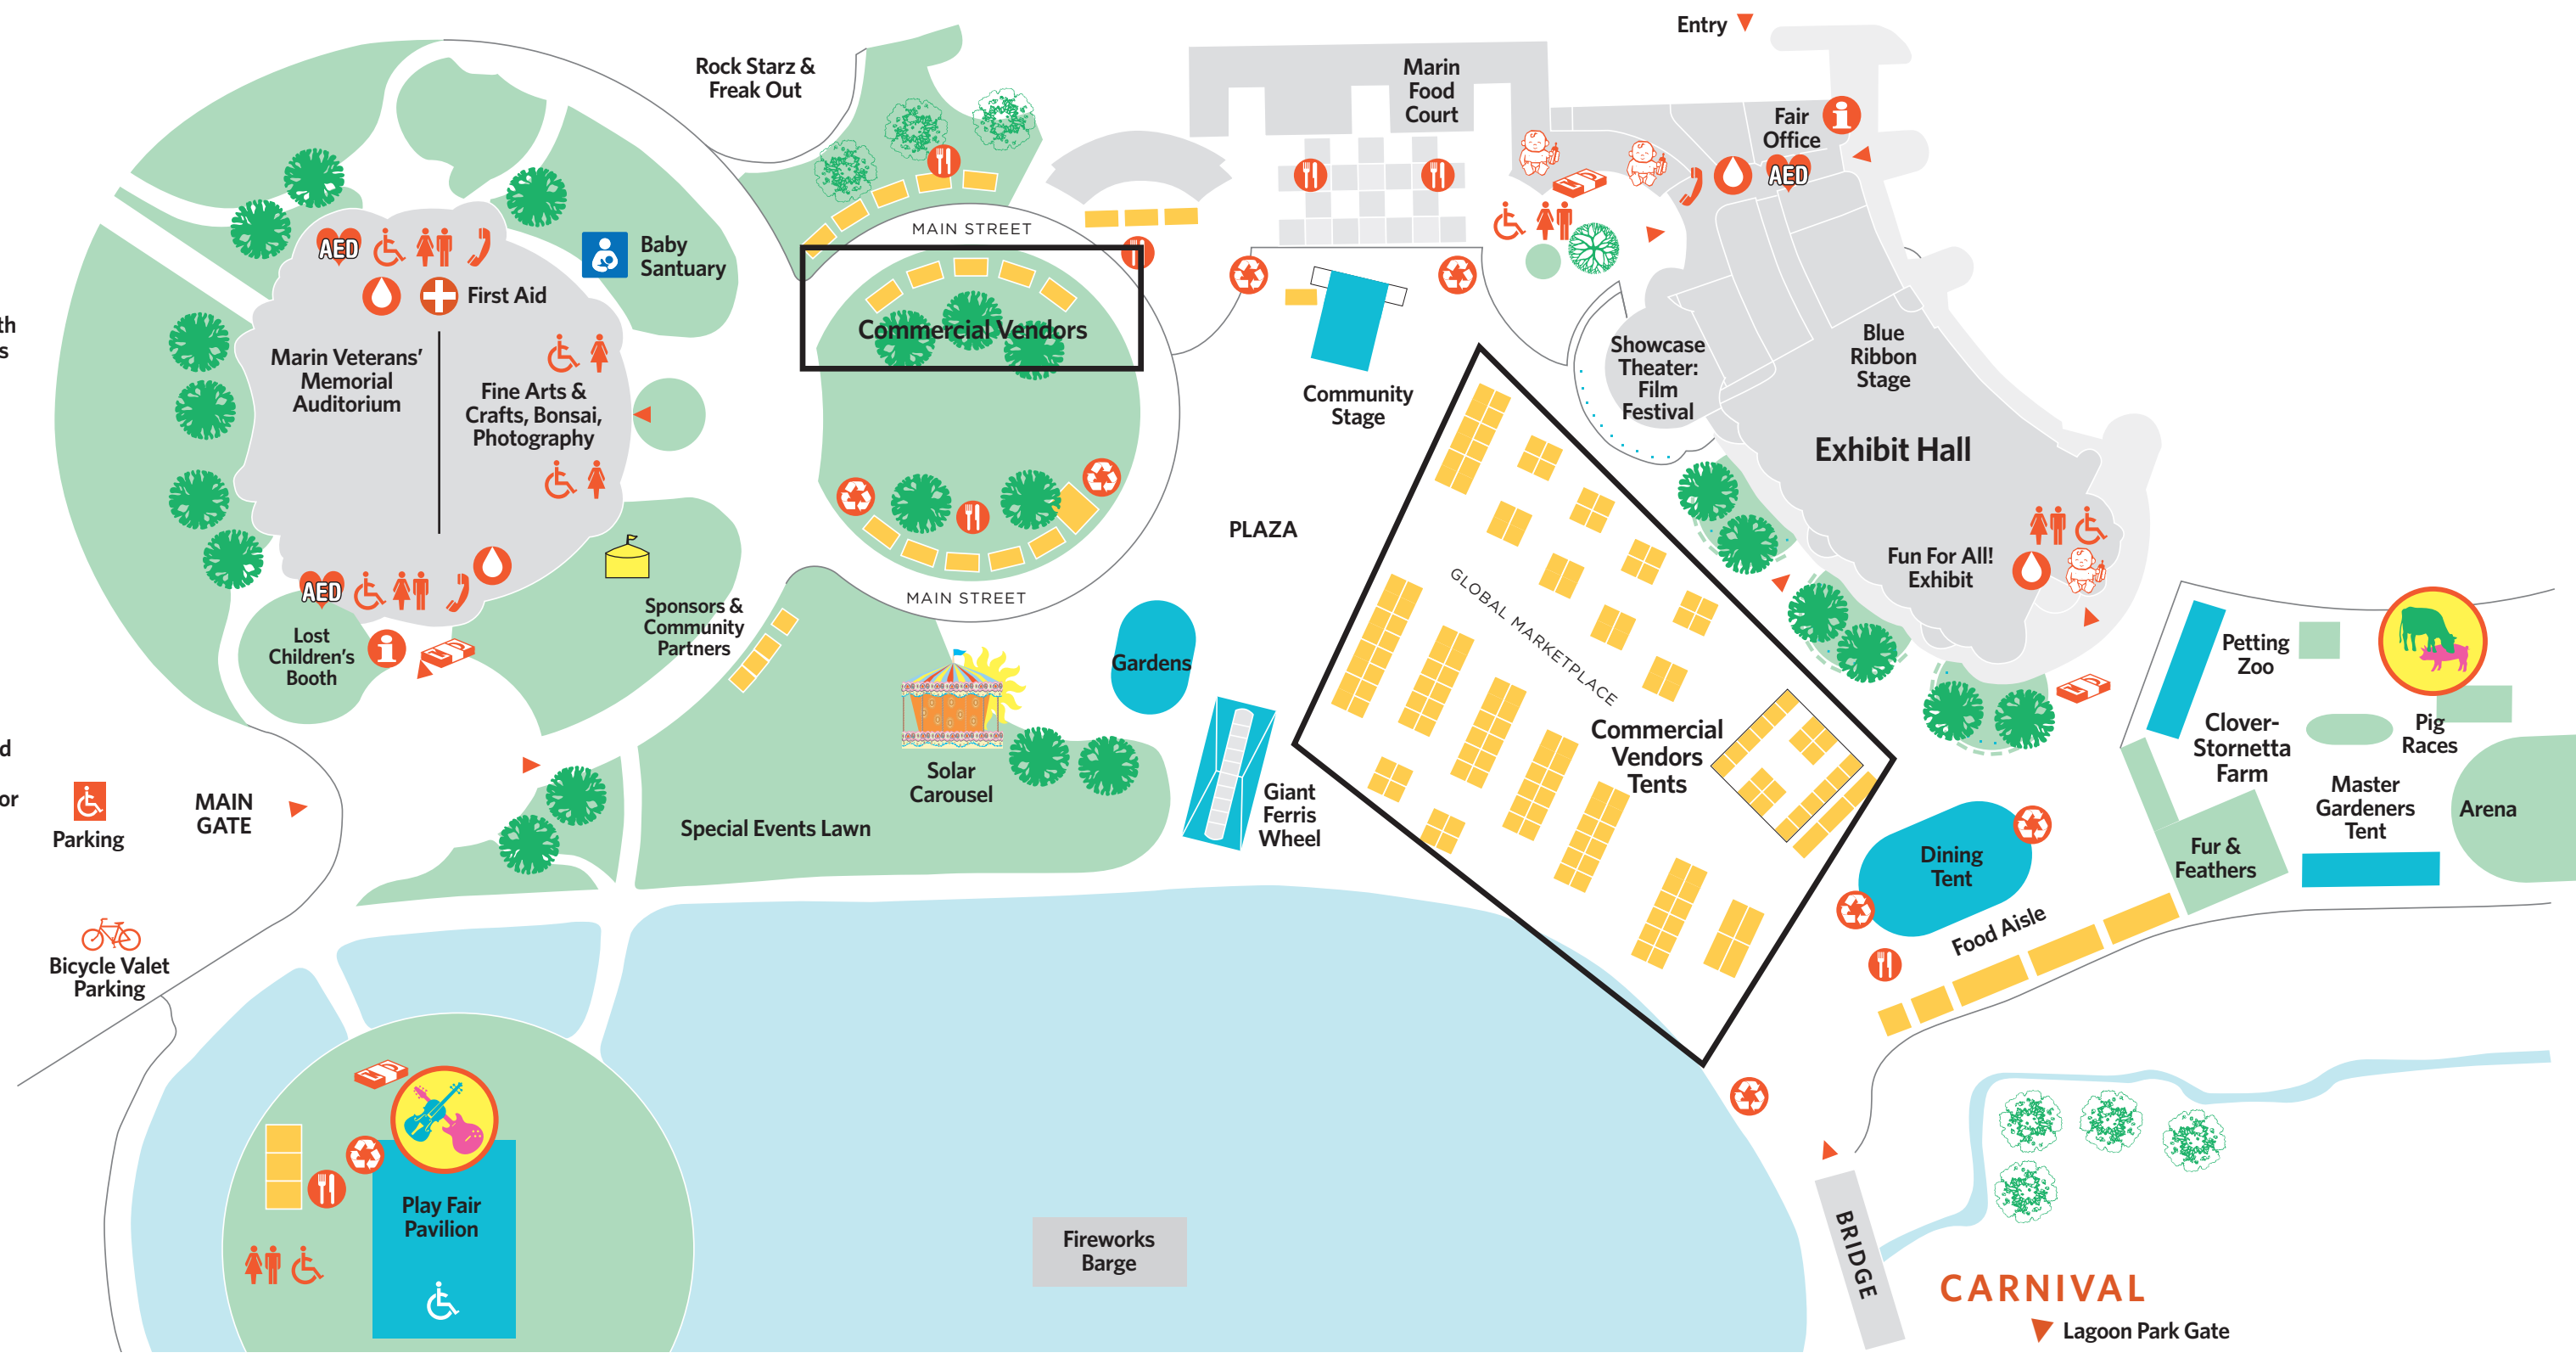 Entry
Rock Starz &
Freak Out
Marin
Food
Court
Fair
Office
AED
MAIN STREET
AED
Baby
Santuary
First Aid
th
s
Commercial Vendors
Marin Veterans’
Memorial
Auditorium
Fine Arts &
Crafts, Bonsai,
Photography
Community
Stage
Showcase
Theater:
Film
Festival
Blue
Ribbon
Stage
Exhibit Hall
PLAZA
Fun For All!
Exhibit
GLOBAL MARKETPLACE
AED
MAIN STREET
Sponsors &
Community
Partners
Lost
Children’s
Booth
Gardens
Petting
Zoo
Clover-
Stornetta
Farm
Pig
Races
Commercial
Vendors
Tents
d
or
Parking
MAIN
GATE
Solar
Carousel
Special Events Lawn
Giant
Ferris
Wheel
Master
Gardeners
Tent
Arena
Dining
Tent
Fur &
Feathers
Food Aisle
Bicycle Valet
Parking
Play Fair
Pavilion
Fireworks
Barge
BRIDGE
CARNIVAL
Lagoon Park Gate